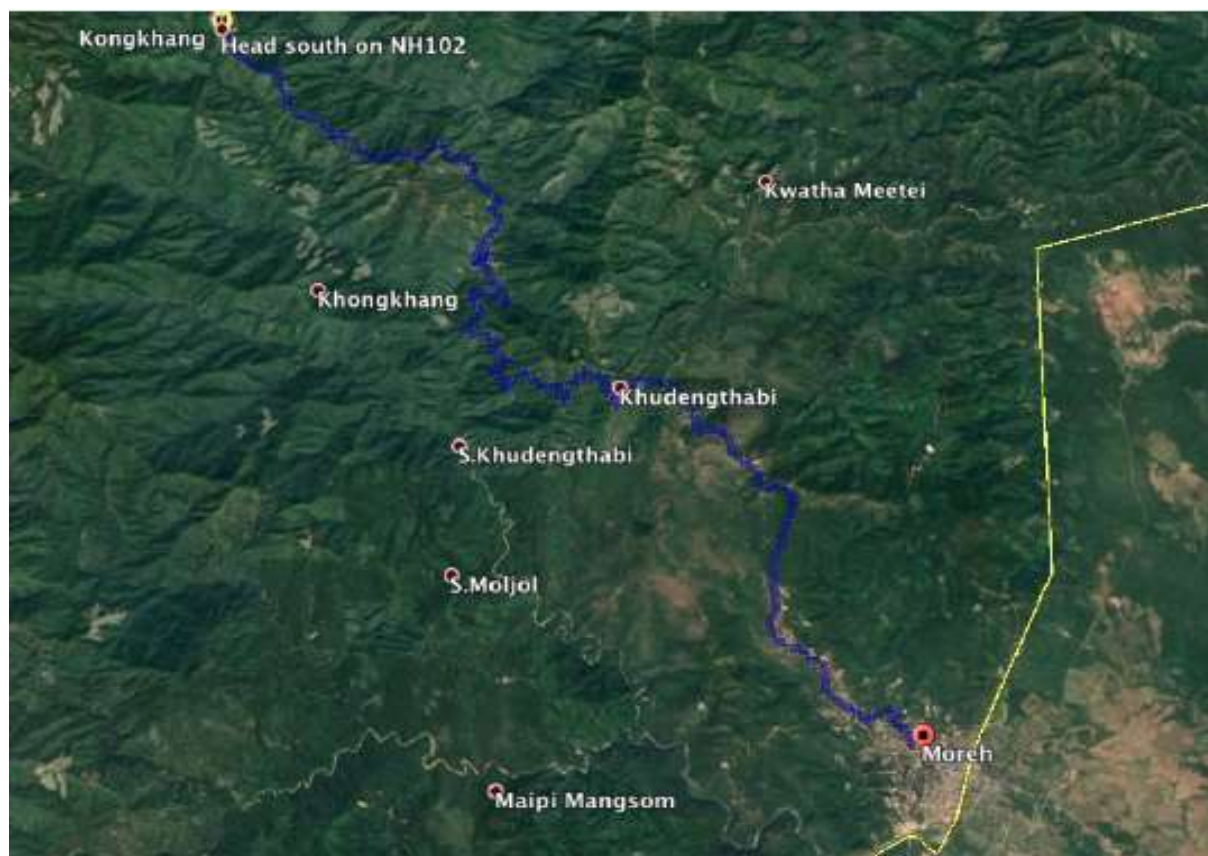 Kongkhang
Head south on NH102
Kwatha Meetei
Khongkhang
Khudengthabi
S.Khudengthabi
S.Moljol
Moreh
Maipi Mangsom